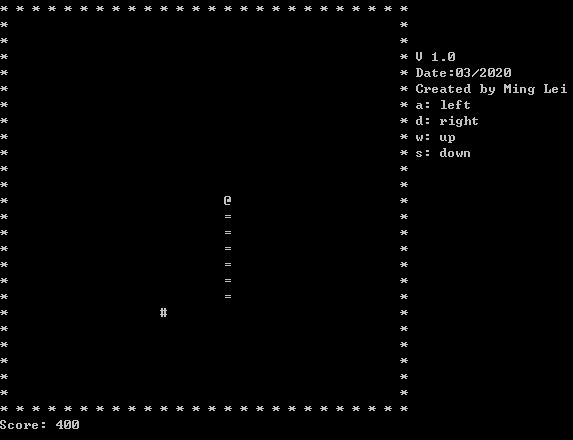 V 1.0
Date:03/2020
Created by Ming Lei
a: left
d: right
w: up
s: down
@
=
=
=
=
=
=
#
Score: 400